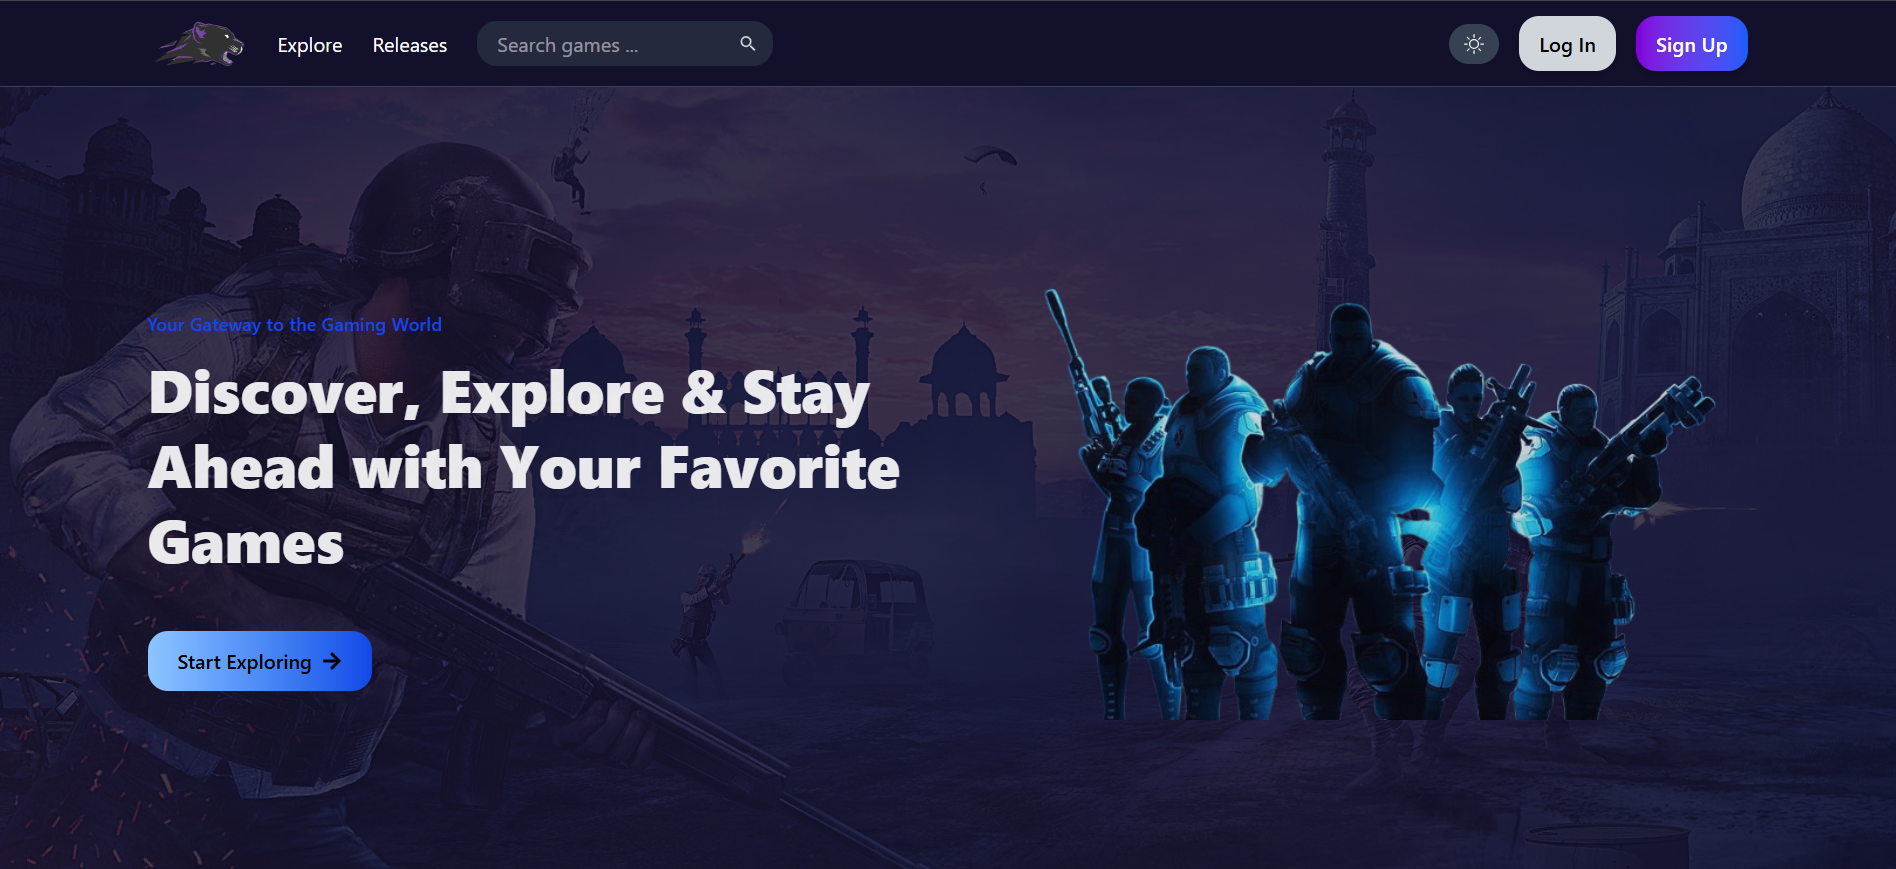 Explore
Releases
Search games ...
Log In
Sign Up
Your Gateway to the Gaming World
Discover, Explore & Stay
Ahead with Your Favorite
Games
Start Exploring